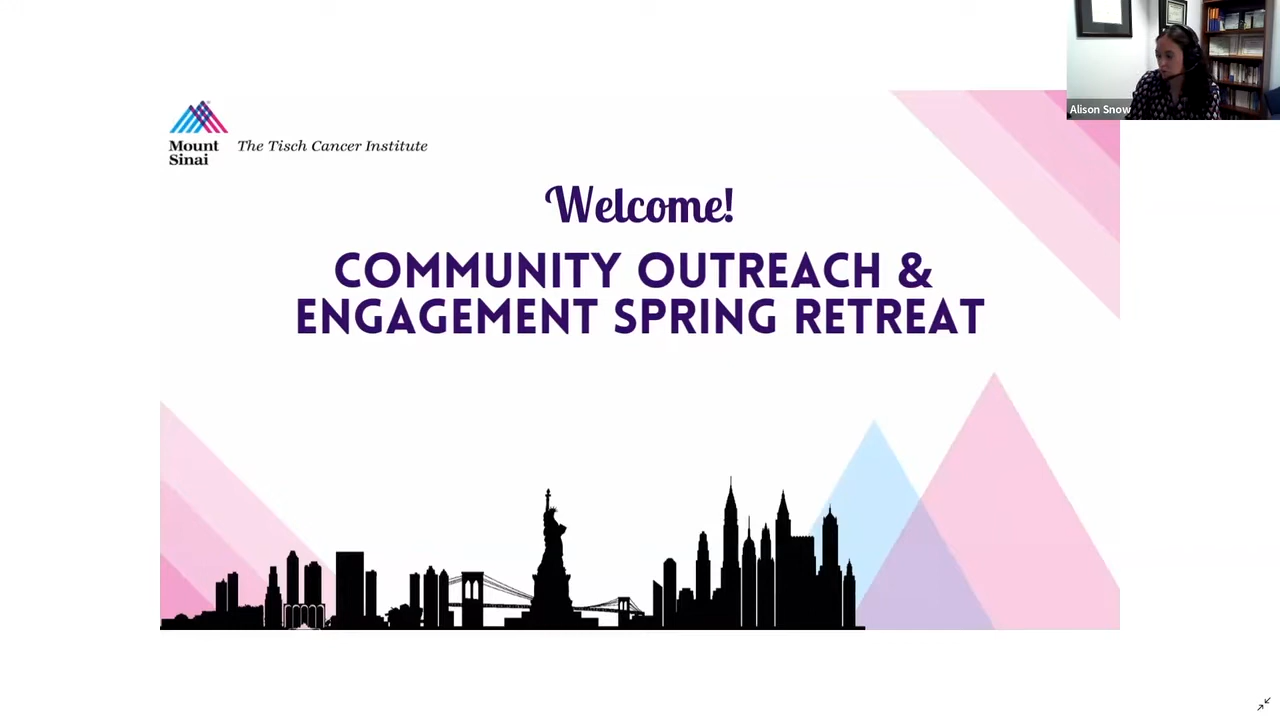 Alison Snow
Mount
Sinai
The Tisch Cancer Institute
Welcome!
COMMUNITY OUTREACH &
ENGAGEMENT SPRING RETREAT